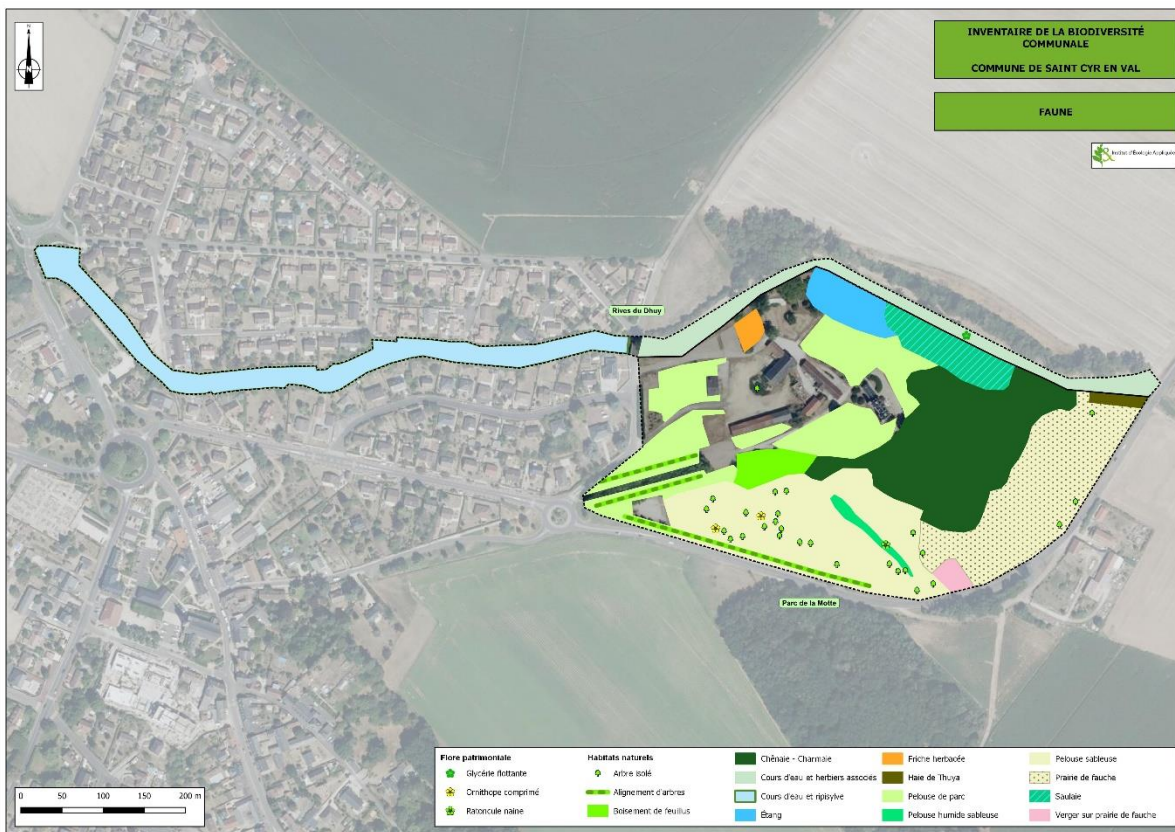 N
INVENTAIRE DE LA BIODIVERSITÉ
COMMUNALE
COMMUNE DE SAINT CYR EN VAL
FAUNE
Institut d'Écologie Appliquée
Rives du Dhuy
Parc de la Motte
0 50 100 150 200 m
Flore patrimoniale
Glycérie flottante
Ornithope comprimé
Ratoncule naine
Habitats naturels
Arbre isolé
Alignement d'arbres
Boisement de feuillus
Chênaie - Charmaie
Cours d'eau et herbiers associés
Cours d'eau et ripisylve
Étang
Friche herbacée
Haie de Thuya
Pelouse de parc
Pelouse humide sableuse
Pelouse sableuse
Prairie de fauche
Saulaie
Verger sur prairie de fauche